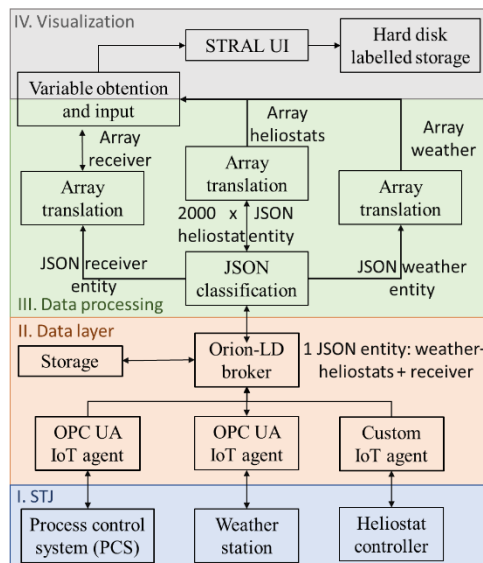 IV. Visualization
STRAL UI
Hard disk
labelled storage
Variable obtention
and input
Array
receiver
Array
heliostats
Array
weather
Array
translation
Array
translation
Array
translation
2000 x JSON
heliostat entity
JSON receiver
entity
JSON
classification
JSON weather
entity
III. Data processing
II. Data layer
Storage
Orion-LD
broker
1 JSON entity: weather-
heliostats + receiver
OPC UA
IoT agent
OPC UA
IoT agent
Custom
IoT agent
I. STJ
Process control
system (PCS)
Weather
station
Heliostat
controller